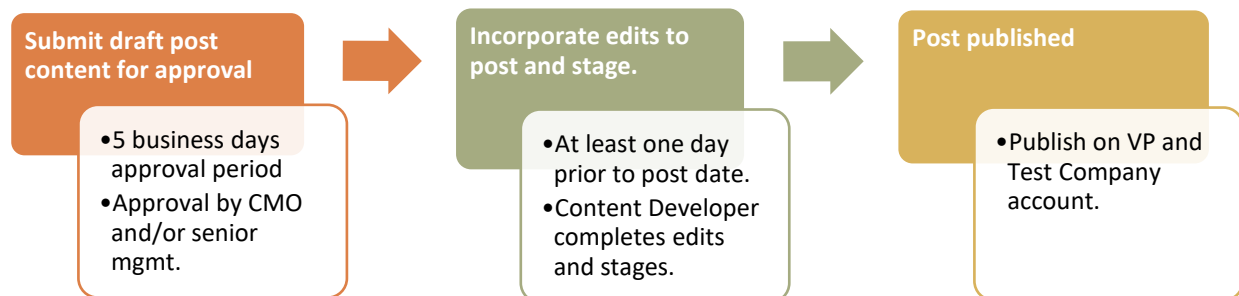 Submit draft post
content for approval
•5 business days
approval period
•Approval by CMO
and/or senior
mgmt.
Incorporate edits to
post and stage.
•At least one day
prior to post date.
•Content Developer
completes edits
and stages.
Post published
•Publish on VP and
Test Company
account.